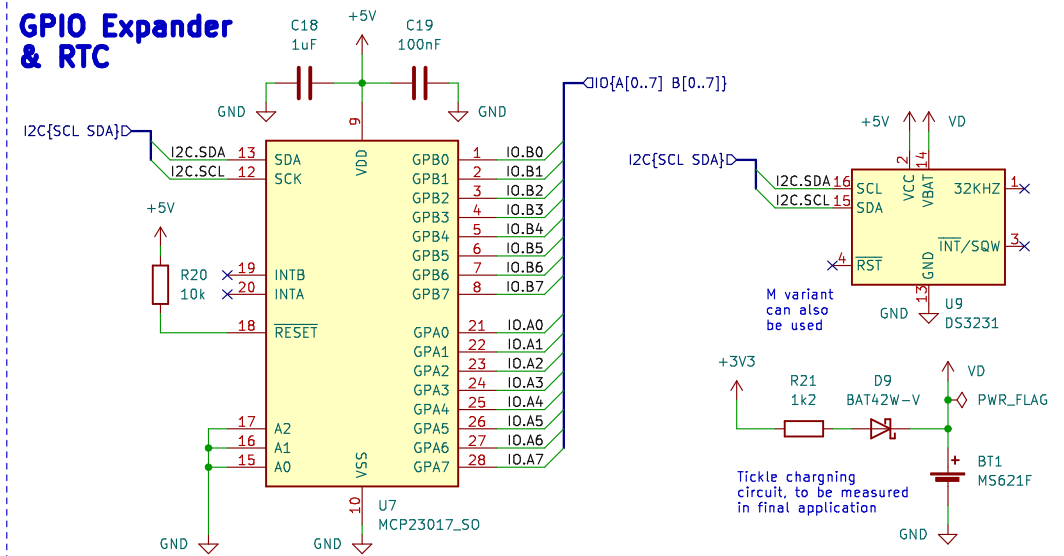 GPIO Expander
& RTC
C18
1uF
+5V
C19
100nF
GND
GND
IO{A[0..7] B[0..7]}
I2C{SCL SDA}
I2C.SDA
13
SDA
I2C.SCL
12
SCK
9
VDD
GPB0
1
IO.B0
GPB1
2
IO.B1
GPB2
3
IO.B2
GPB3
4
IO.B3
GPB4
5
IO.B4
GPB5
6
IO.B5
GPB6
7
IO.B6
GPB7
8
IO.B7
+5V
R20
10k
19
INTB
20
INTA
18
RESET
GPA0
21
IO.A0
GPA1
22
IO.A1
GPA2
23
IO.A2
GPA3
24
IO.A3
GPA4
25
IO.A4
GPA5
26
IO.A5
GPA6
27
IO.A6
GPA7
28
IO.A7
17
A2
16
A1
15
A0
VSS
10
U7
MCP23017_SO
GND
GND
+5V
VD
I2C{SCL SDA}
2
14
VCC
VBAT
I2C.SDA
16
SCL
I2C.SCL
15
SDA
32KHZ
1
INT/SQW
3
4
RST
GND
13
GND
U9
DS3231
M variant
can also
be used
+3V3
R21
1k2
D9
BAT42W-V
VD
PWR_FLAG
+
BT1
MS621F
Tickle chargning
circuit, to be measured
in final application
GND